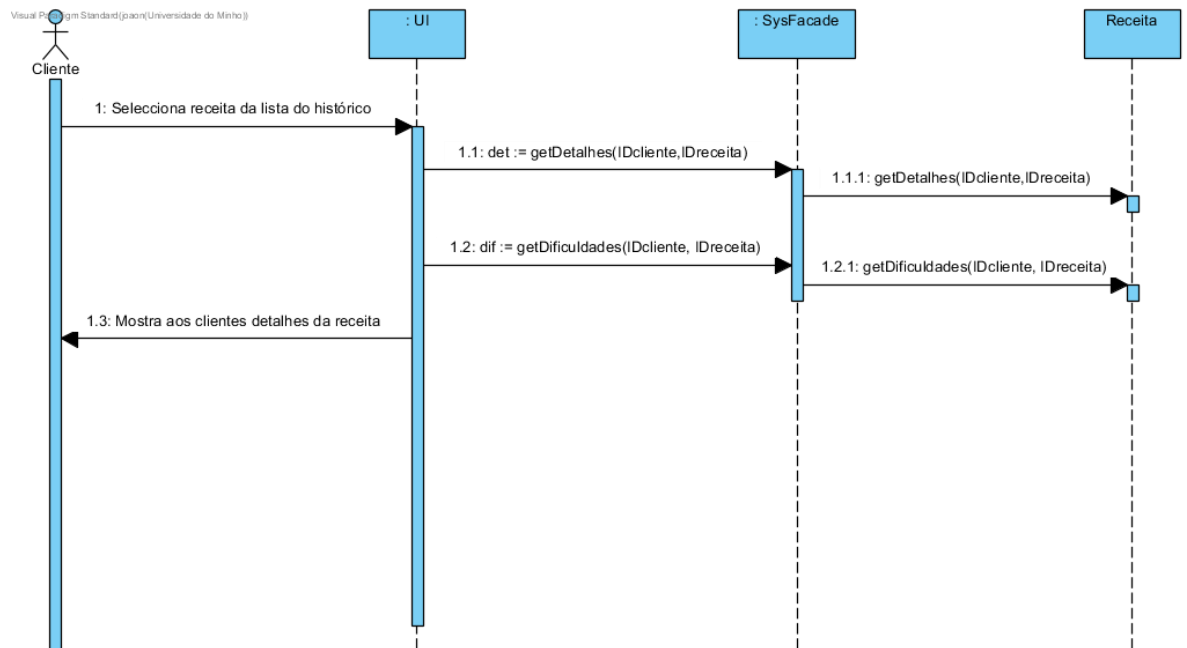 Visual Paradigm Standard(joaon(Universidade do Minho))
: UI
: SysFacade
Receita
Cliente
1: Selecciona receita da lista do histórico
1.1: det := getDetalhes(IDcliente,IDreceita)
1.1.1: getDetalhes(IDcliente,IDreceita)
1.2: dif := getDificuldades(IDcliente, IDreceita)
1.2.1: getDificuldades(IDcliente, IDreceita)
1.3: Mostra aos clientes detalhes da receita